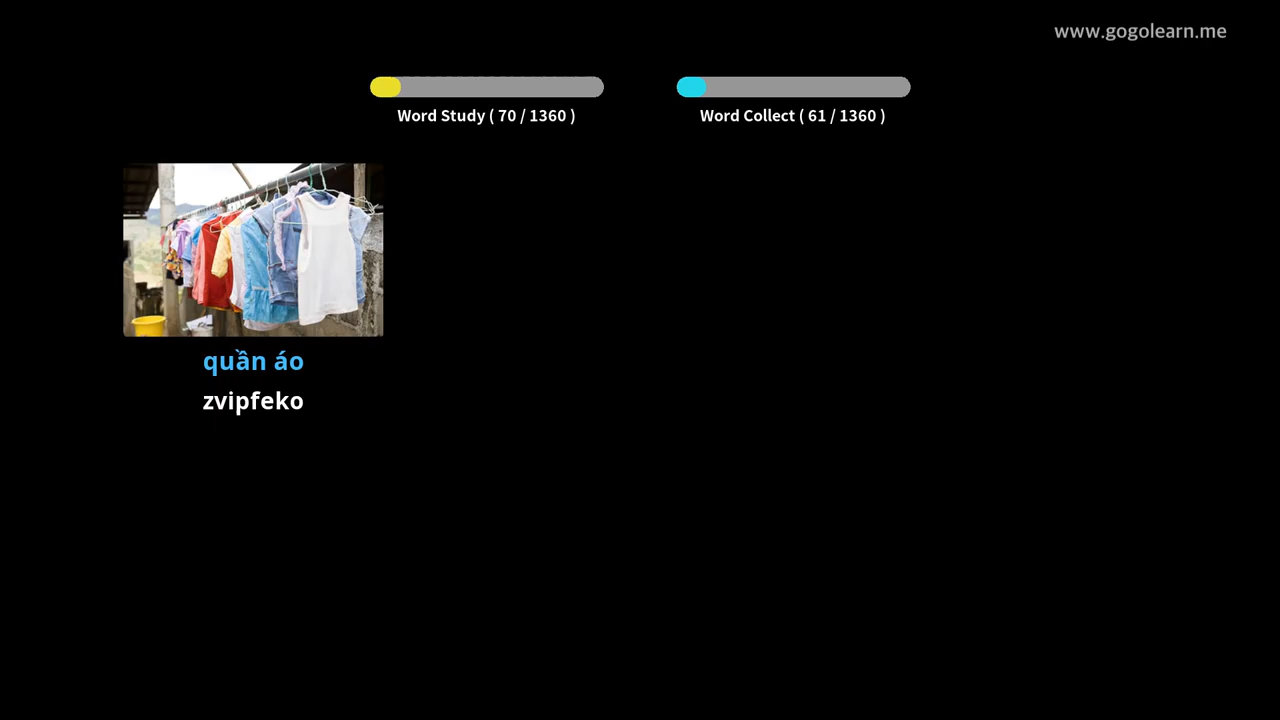 www.gogolearn.me
Word Study ( 70 / 1360 )
Word Collect ( 61 / 1360 )
quần áo
zvipfeko